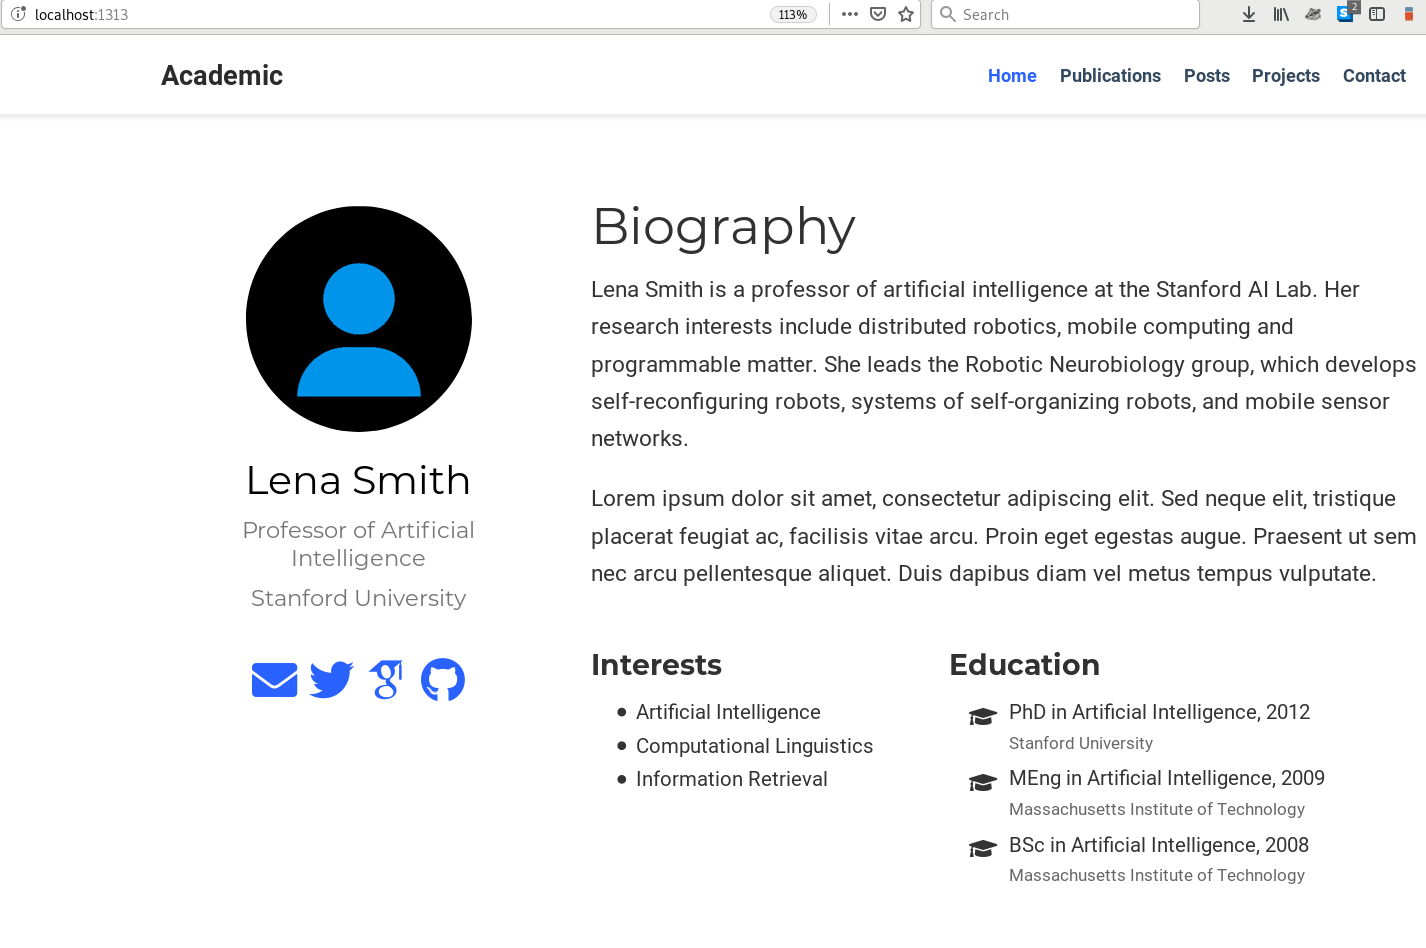 localhost:1313
113%
Search
2
Academic
Home Publications Posts Projects Contact
Biography
Lena Smith is a professor of artificial intelligence at the Stanford AI Lab. Her
research interests include distributed robotics, mobile computing and
programmable matter. She leads the Robotic Neurobiology group, which develops
self-reconfiguring robots, systems of self-organizing robots, and mobile sensor
networks.
Lorem ipsum dolor sit amet, consectetur adipiscing elit. Sed neque elit, tristique
placerat feugiat ac, facilisis vitae arcu. Proin eget egestas augue. Praesent ut sem
nec arcu pellentesque aliquet. Duis dapibus diam vel metus tempus vulputate.
Lena Smith
Professor of Artificial
Intelligence
Stanford University
Interests
Artificial Intelligence
Computational Linguistics
Information Retrieval
Education
PhD in Artificial Intelligence, 2012
Stanford University
MEng in Artificial Intelligence, 2009
Massachusetts Institute of Technology
BSc in Artificial Intelligence, 2008
Massachusetts Institute of Technology